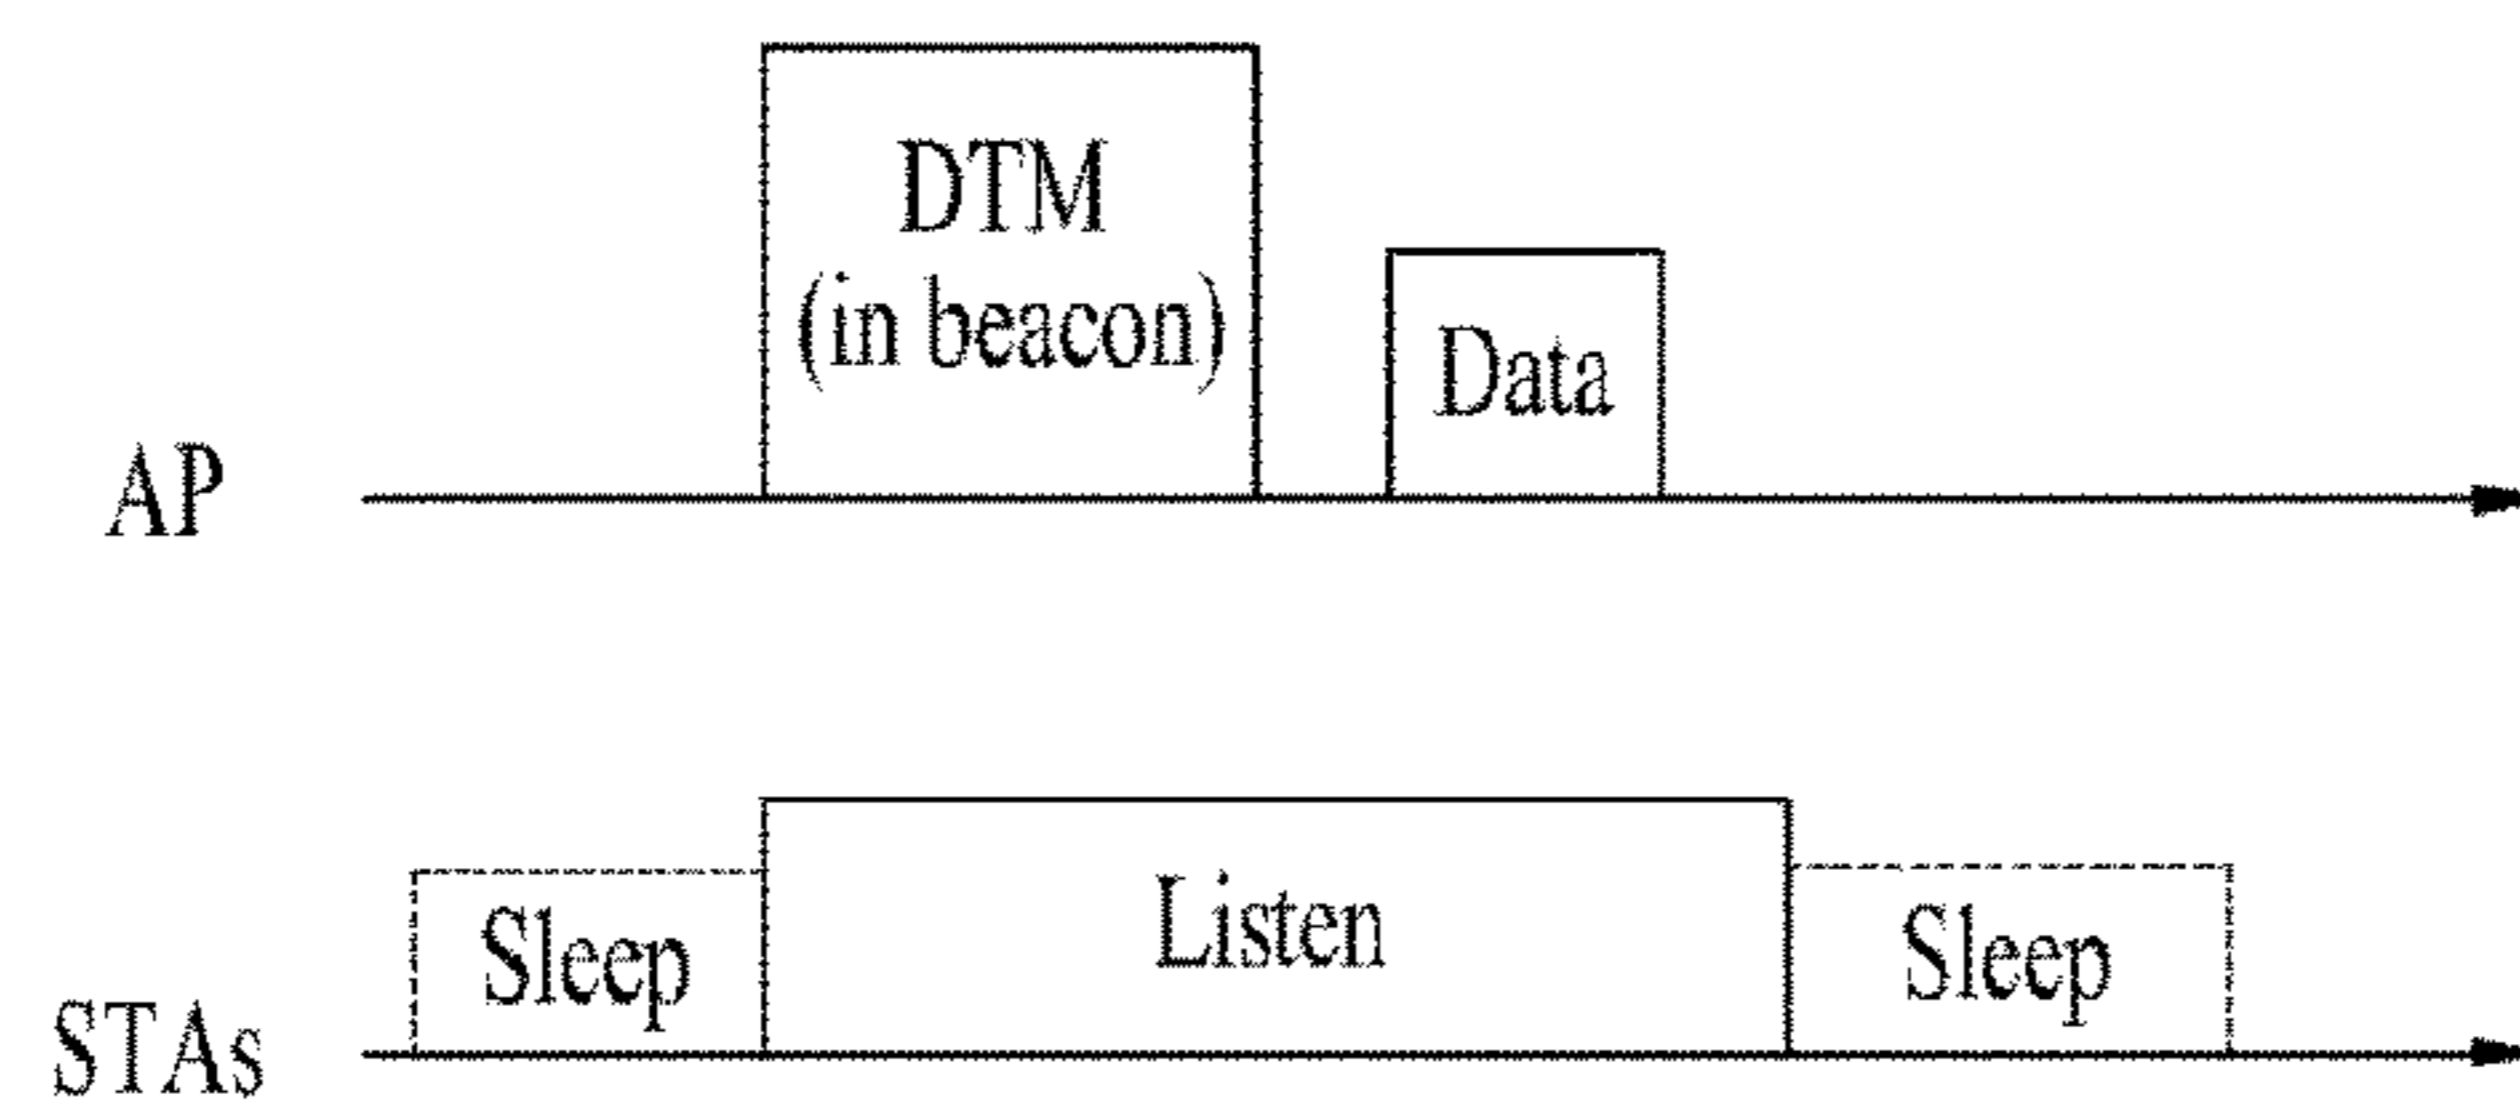 DTM
(in beacon)
Data
AP
Listen
Sleep
Sleep
STAs